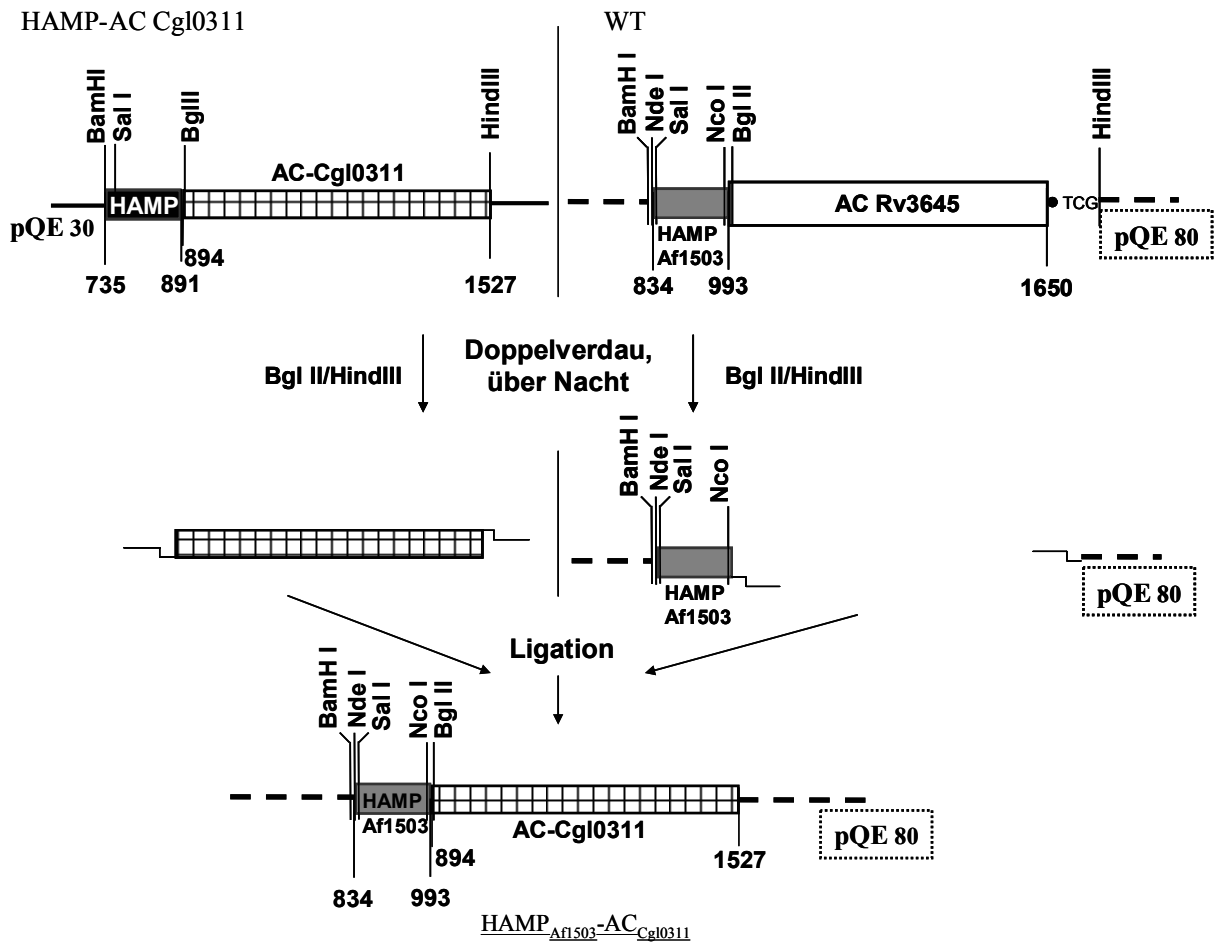 HAMP-AC Cgl0311
WT
BamHI
Sal I
BglII
HindIII
BamH I
Nde I
Sal I
Nco I
Bgl II
HindIII
AC-Cgl0311
HAMP
pQE 30
735
891
894
1527
AC Rv3645
TCG
HAMP
Af1503
pQE 80
834
993
1650
Doppelverdau,
über Nacht
Bgl II/HindIII
Bgl II/HindIII
BamH I
Nde I
Sal I
Nco I
HAMP
Af1503
pQE 80
Ligation
BamH I
Nde I
Sal I
Nco I
Bgl II
HAMP
Af1503
AC-Cgl0311
pQE 80
894
1527
834
993
HAMPAf1503-ACCgl0311